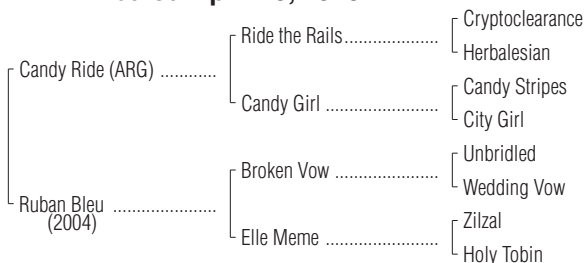 Cryptoclearance
Ride the Rails
Herbalesian
Candy Ride (ARG)
Candy Stripes
Candy Girl
City Girl
Unbridled
Broken Vow
Wedding Vow
Ruban Bleu
(2004)
Zilzal
Elle Meme
Holy Tobin